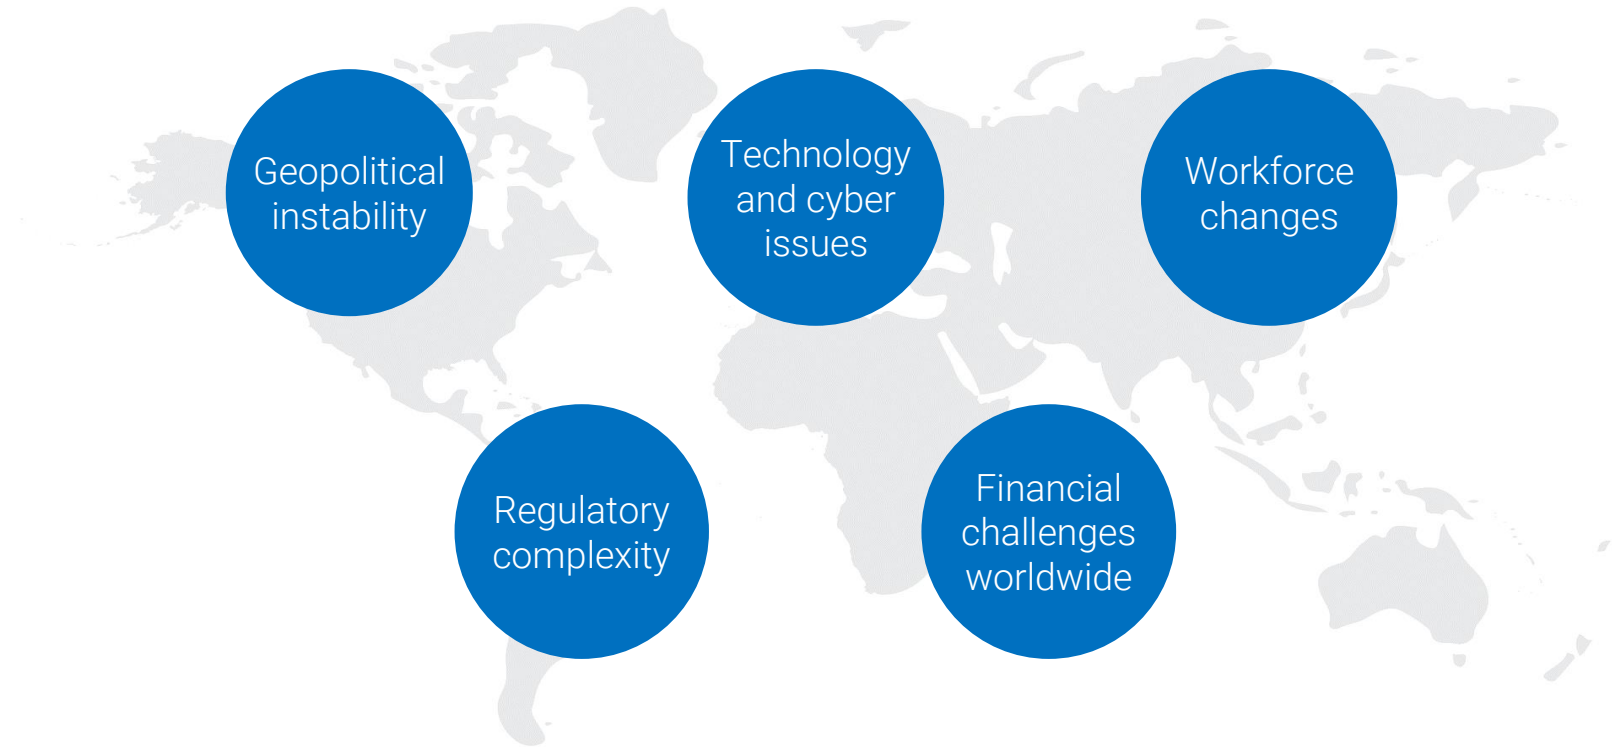 Geopolitical
instability
Technology
and cyber
issues
Workforce
changes
Regulatory
complexity
Financial
challenges
worldwide